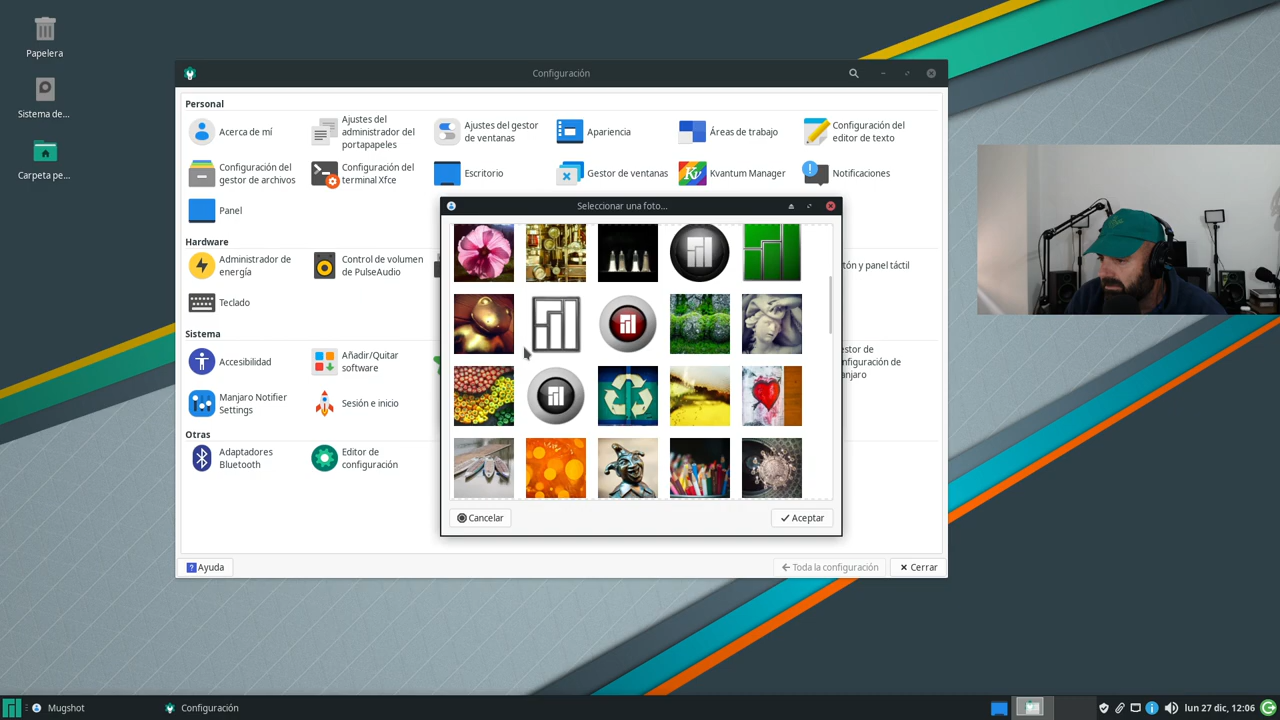 Papelera
Sistema de...
Carpeta pe...
Configuración
Personal
Acerca de mí
Ajustes del
administrador del
portapapeles
Ajustes del gestor
de ventanas
Apariencia
Áreas de trabajo
Configuración del
editor de texto
Configuración del
gestor de archivos
Configuración del
terminal Xfce
Escritorio
Gestor de ventanas
Kv
Kvantum Manager
Notificaciones
Panel
Seleccionar una foto...
Hardware
Administrador de
energía
Control de volumen
de PulseAudio
tón y panel táctil
Teclado
Sistema
Accesibilidad
Añadir/Quitar
software
estor de
nfiguración de
anjaro
Manjaro Notifier
Settings
Sesión e inicio
Otras
Adaptadores
Bluetooth
Editor de
configuración
Cancelar
Aceptar
Ayuda
Toda la configuración
Cerrar
Mugshot
Configuración
lun 27 dic, 12:06